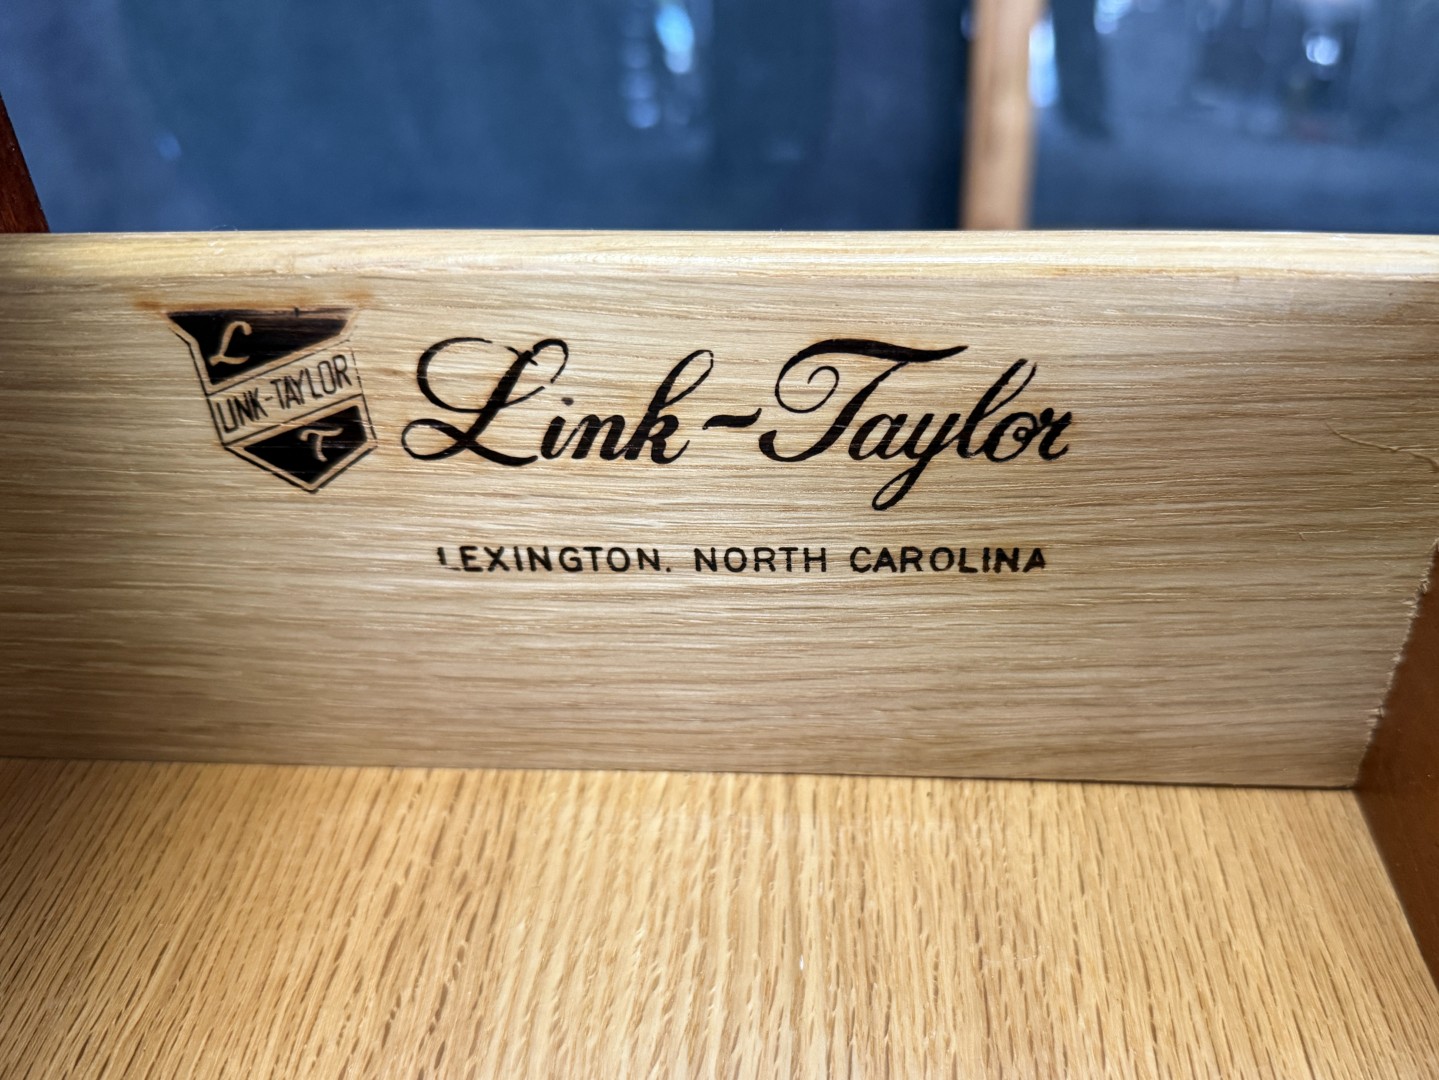 L
LINK-TAYLOR
T
Link-Taylor
LEXINGTON, NORTH CAROLINA